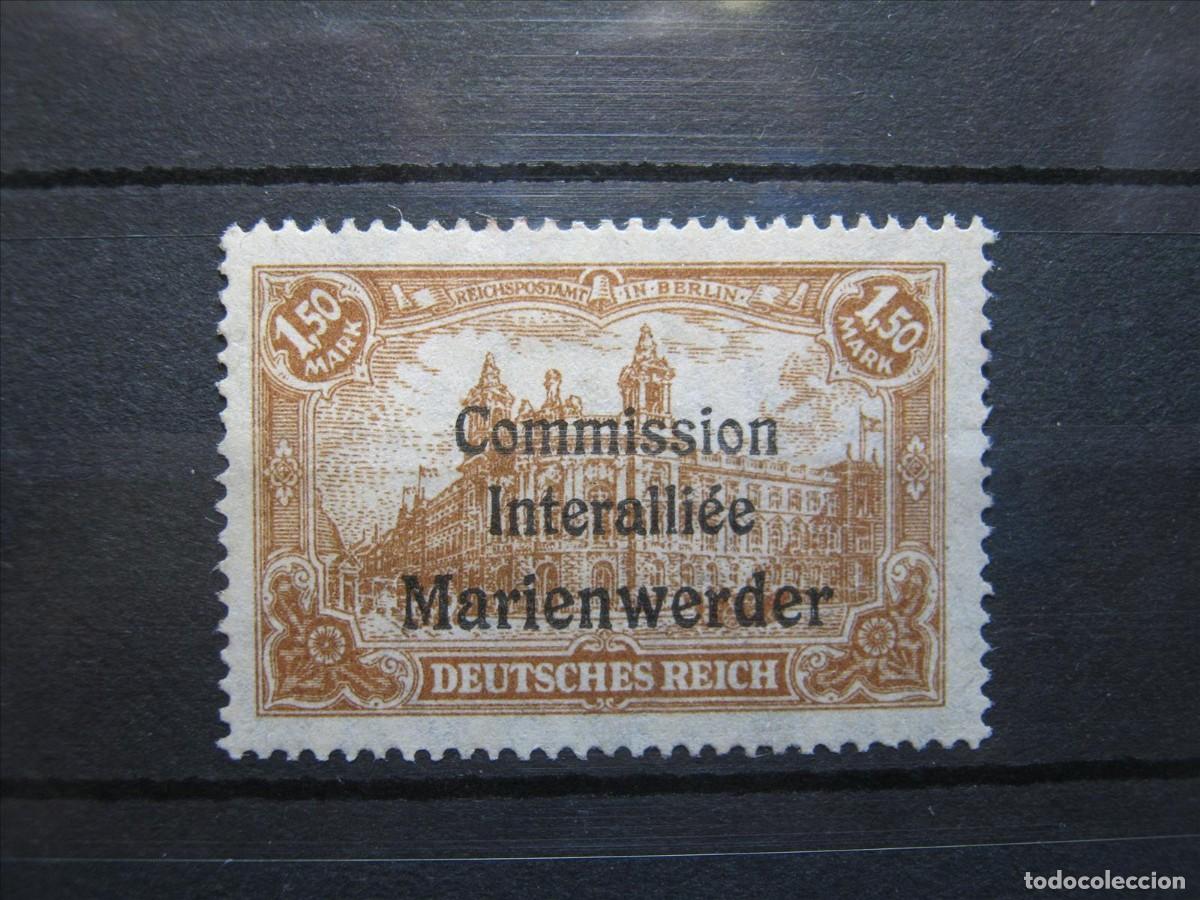 REICHSPOSTAMT IN·BERLIN·
1,50 MARK
1,50 MARK
Commission
Interalliée
Marienwerder
DEUTSCHES REICH
todocoleccion